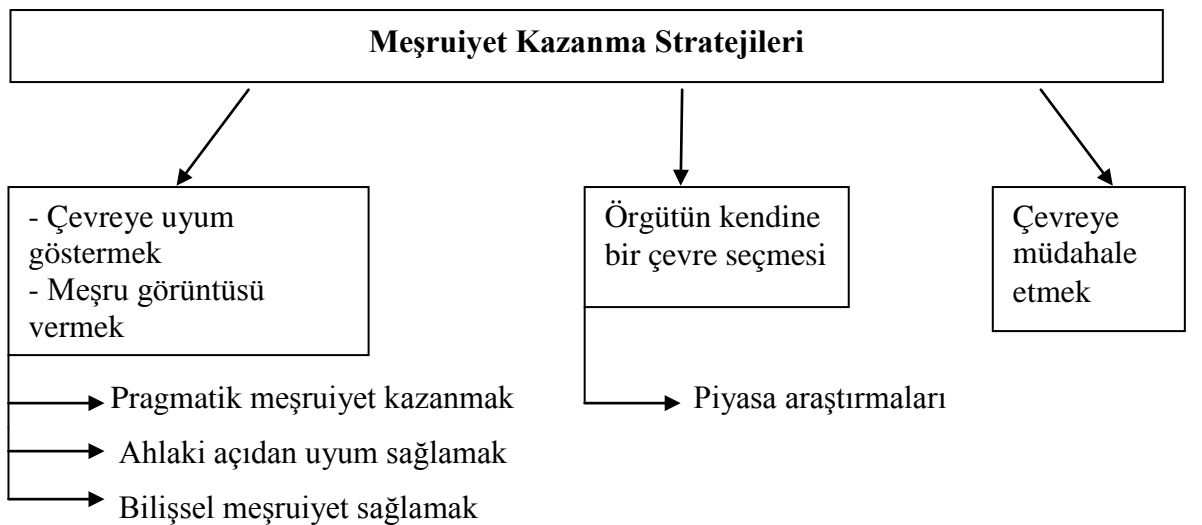 Meşruiyet Kazanma Stratejileri
- Çevreye uyum
göstermek
- Meşru görüntüsü
vermek
Örgütün kendine
bir çevre seçmesi
Çevreye
müdahale
etmek
Pragmatik meşruiyet kazanmak
Ahlaki açıdan uyum sağlamak
Bilişsel meşruiyet sağlamak
Piyasa araştırmaları